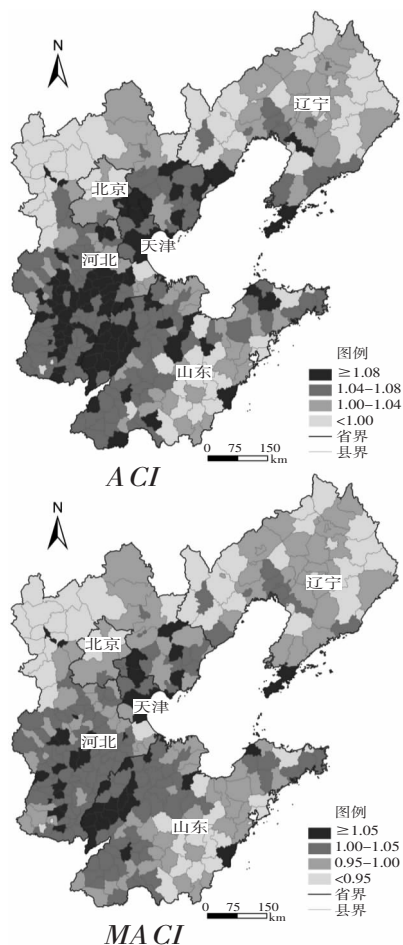 N
辽宁
北京
天津
河北
山东
图例
≥1.08
1.04-1.08
1.00-1.04
<1.00
省界
县界
0 75 150
km
ACI
N
辽宁
北京
天津
河北
山东
图例
≥1.05
1.00-1.05
0.95-1.00
<0.95
省界
县界
0 75 150
km
MACI